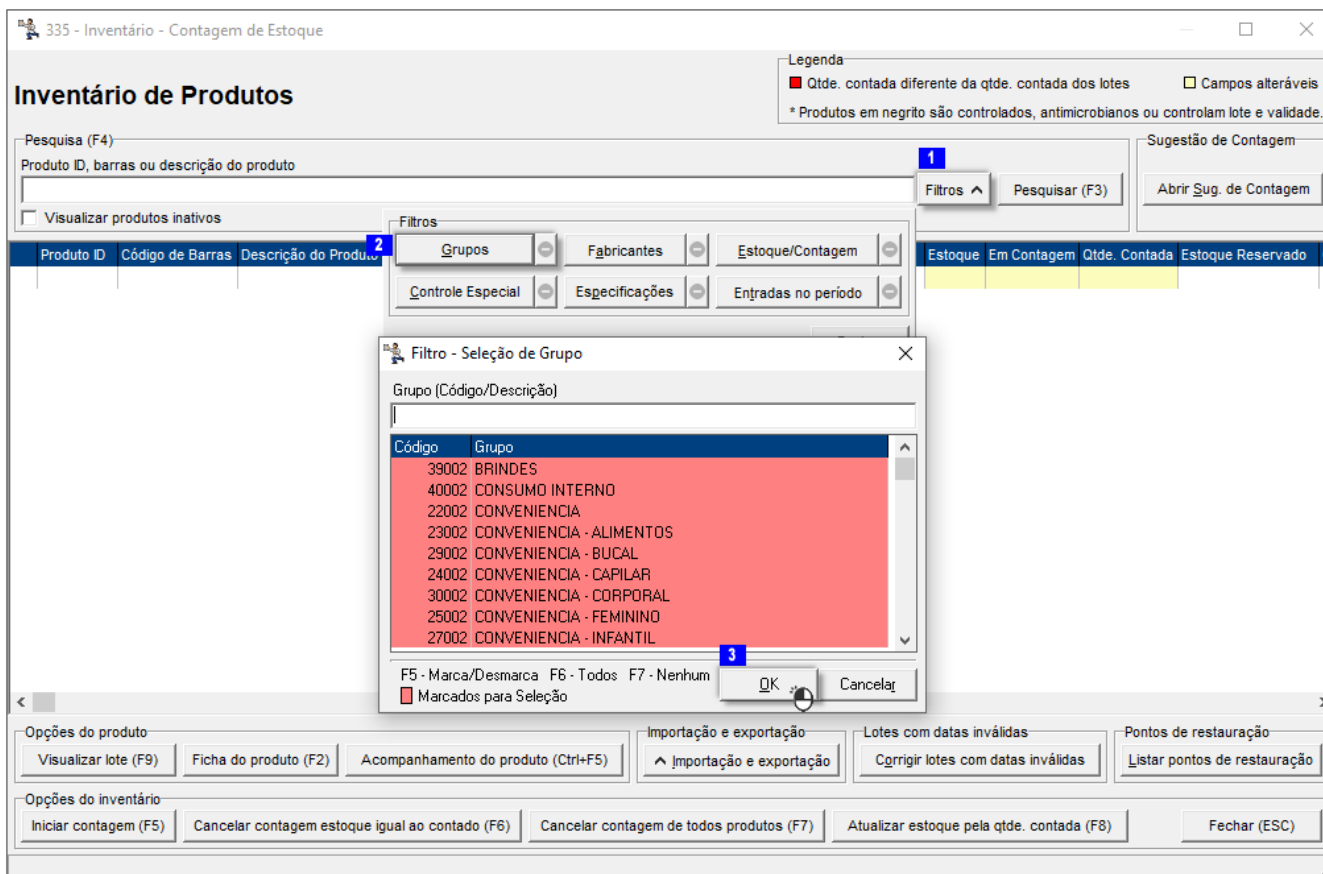 335 - Inventário - Contagem de Estoque
Inventário de Produtos
Legenda
Qtde. contada diferente da qtde. contada dos lotes
Campos alteráveis
* Produtos em negrito são controlados, antimicrobianos ou controlam lote e validade.
Pesquisa (F4)
Produto ID, barras ou descrição do produto
1
Filtros
Pesquisar (F3)
Sugestão de Contagem
Abrir Sug. de Contagem
Visualizar produtos inativos
Produto ID Código de Barras Descrição do Produto
Estoque Em Contagem Qtde. Contada Estoque Reservado
Filtros
2
Grupos
Fabricantes
Estoque/Contagem
Controle Especial
Especificações
Entradas no período
Filtro - Seleção de Grupo
Grupo (Código/Descrição)
Código Grupo
39002 BRINDES
40002 CONSUMO INTERNO
22002 CONVENIENCIA
23002 CONVENIENCIA - ALIMENTOS
29002 CONVENIENCIA - BUCAL
24002 CONVENIENCIA - CAPILAR
30002 CONVENIENCIA - CORPORAL
25002 CONVENIENCIA - FEMININO
27002 CONVENIENCIA - INFANTIL
3
F5 - Marca/Desmarca F6 - Todos F7 - Nenhum
Marcados para Seleção
OK
Cancelar
Opções do produto
Visualizar lote (F9)
Ficha do produto (F2)
Acompanhamento do produto (Ctrl+F5)
Importação e exportação
Importação e exportação
Lotes com datas inválidas
Corrigir lotes com datas inválidas
Pontos de restauração
Listar pontos de restauração
Opções do inventário
Iniciar contagem (F5)
Cancelar contagem estoque igual ao contado (F6)
Cancelar contagem de todos produtos (F7)
Atualizar estoque pela qtde. contada (F8)
Fechar (ESC)